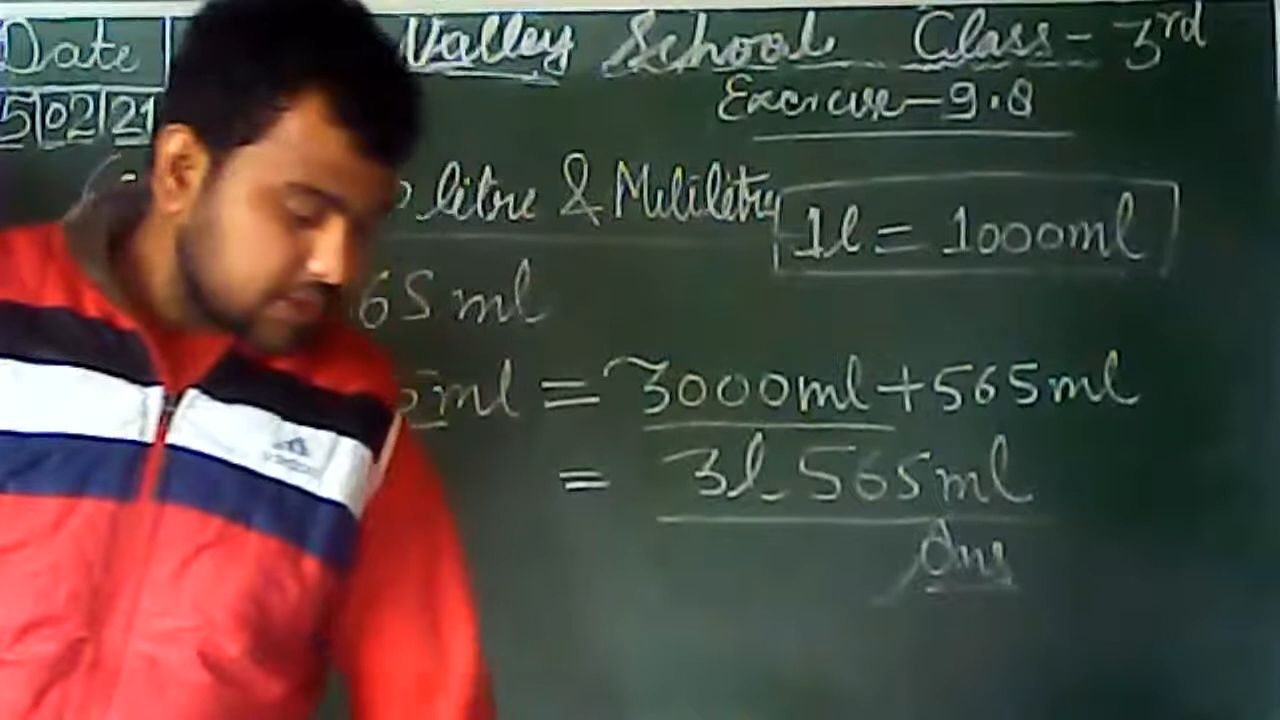 Date Valley School Class - 3rd
5|02|21 Exercise - 9.8
litre & Mililitre 1l = 1000ml
65 ml
5ml = 3000ml + 565ml
= 3l 565ml
Ans